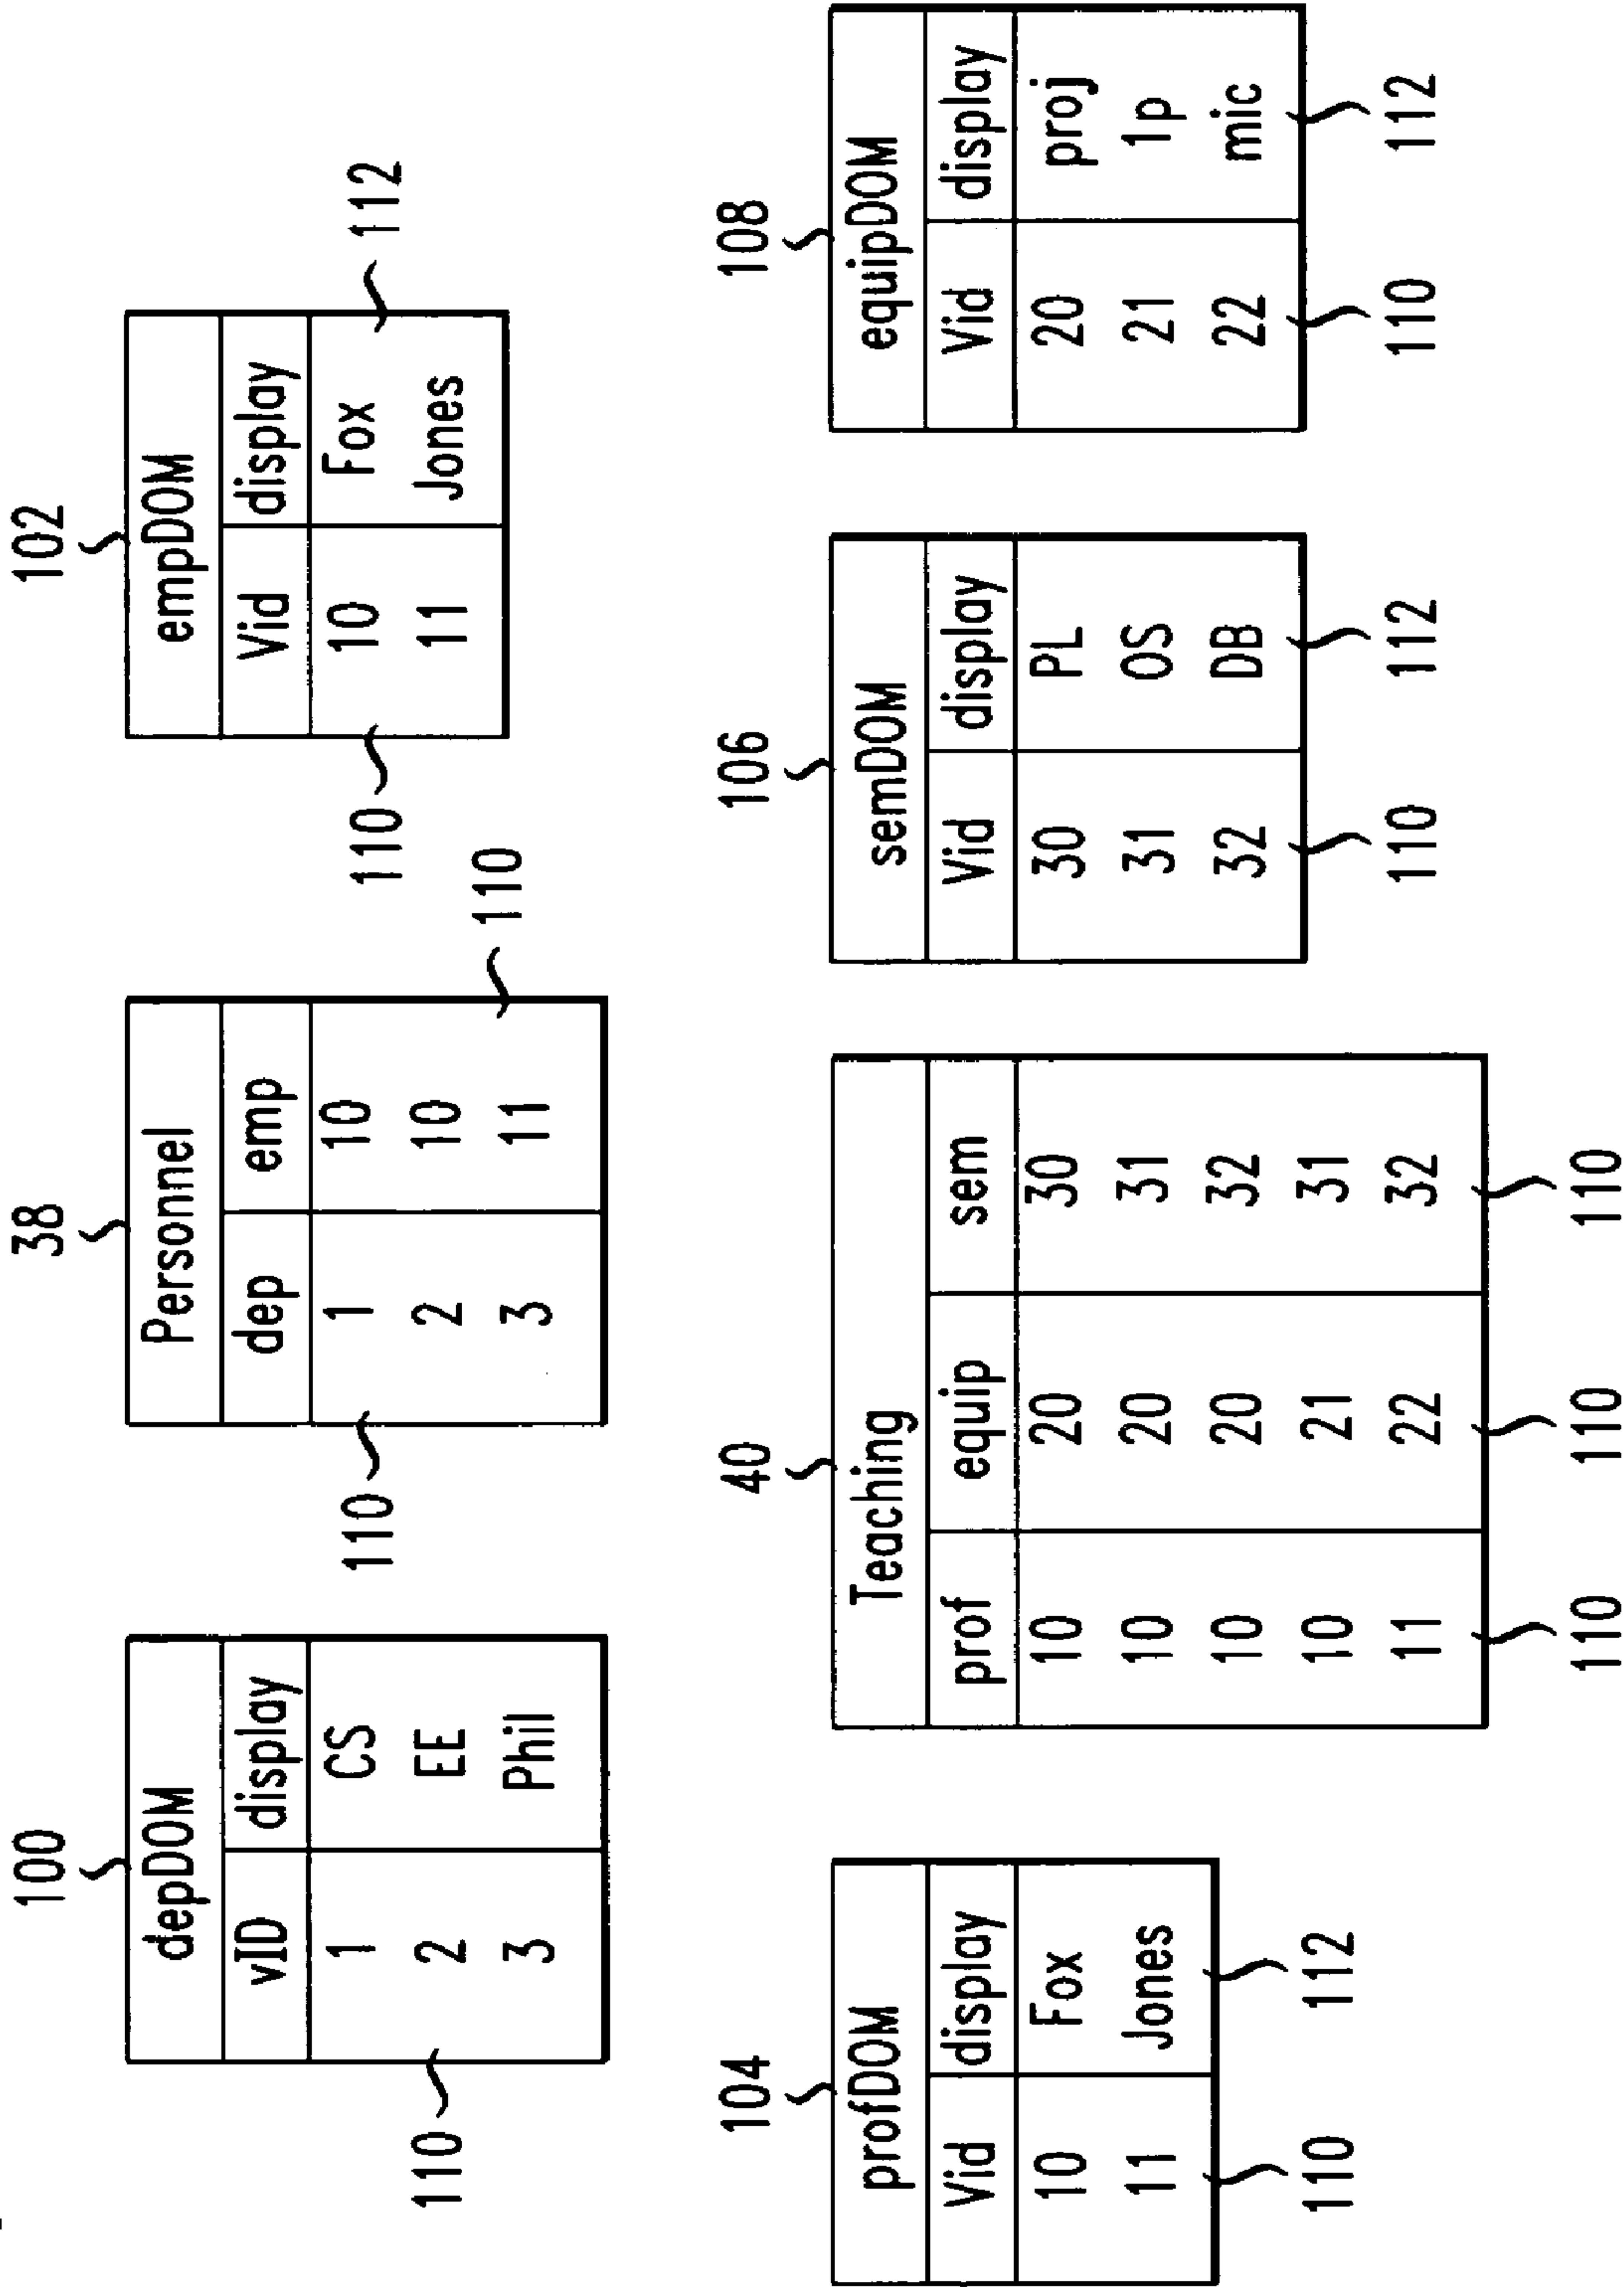 100
depDOM
vID display
1 CS
2 EE
3 Phil
110
38
Personnel
dep emp
1 10
2 10
3 11
110
110
102
empDOM
Vid display
10 Fox
11 Jones
110
112
104
profDOM
Vid display
10 Fox
11 Jones
110 112
40
Teaching
prof equip sem
10 20 30
10 20 31
10 20 32
10 21 31
11 22 32
110 110 110
106
semDOM
Vid display
30 PL
31 OS
32 DB
110 112
108
equipDOM
Vid display
20 proj
21 1p
22 mic
110 112